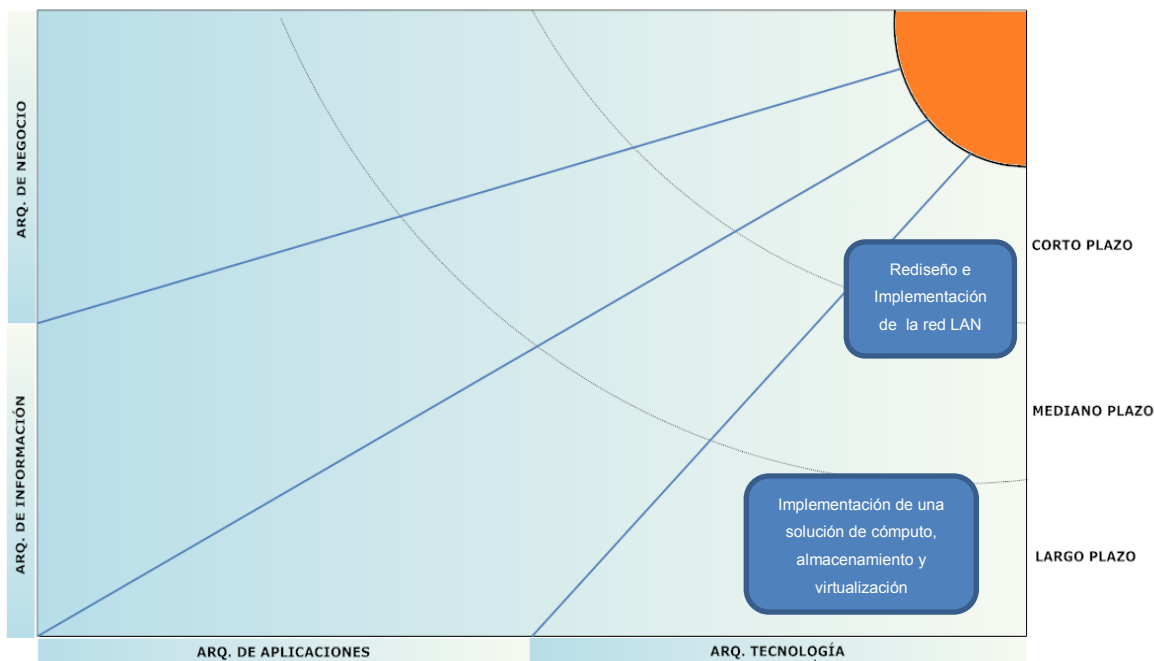 ARQ. DE NEGOCIO
CORTO PLAZO
Rediseño e
Implementación
de la red LAN
ARQ. DE INFORMACIÓN
MEDIANO PLAZO
Implementación de una
solución de cómputo,
almacenamiento y
virtualización
LARGO PLAZO
ARQ. DE APLICACIONES
ARQ. TECNOLOGÍA